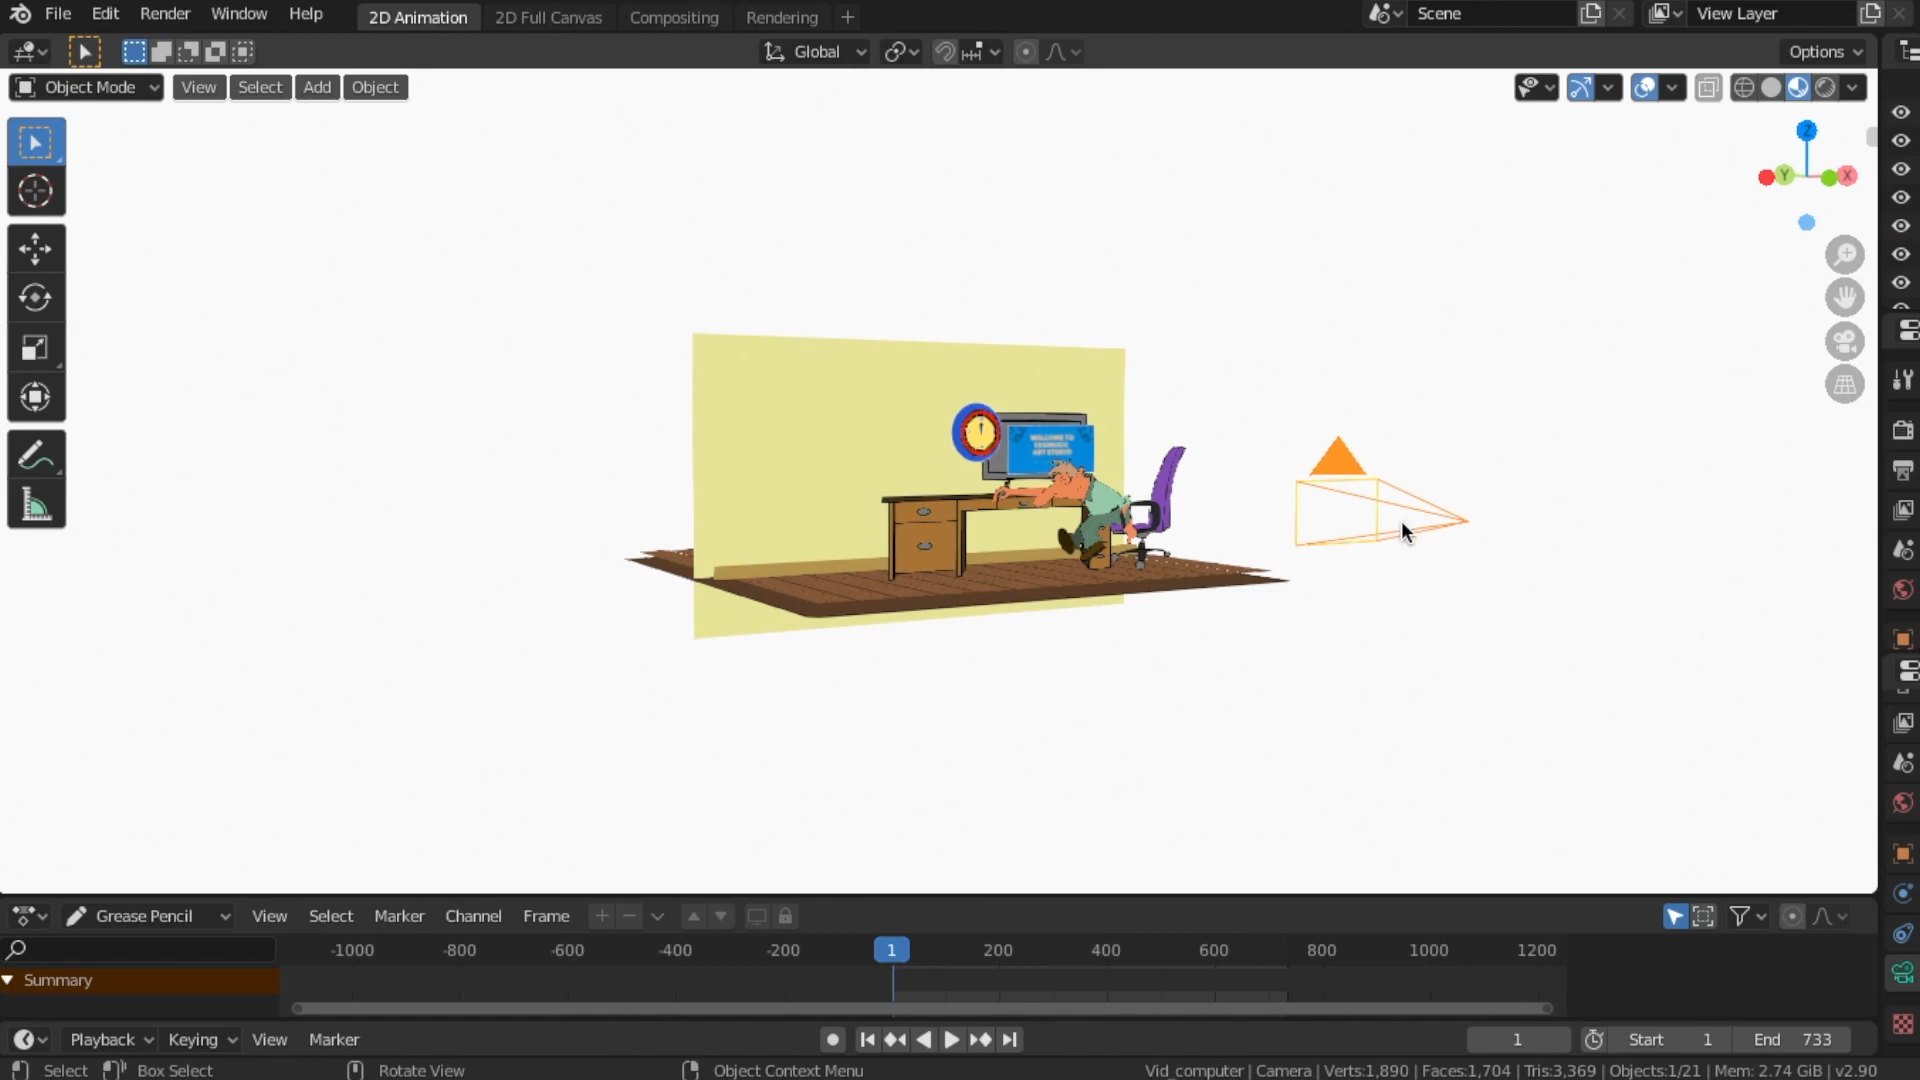 File Edit Render Window Help 2D Animation 2D Full Canvas Compositing Rendering + Scene View Layer
Global Options
Object Mode View Select Add Object
Z
Y X
WELCOME TO
ART STUDIO
Grease Pencil View Select Marker Channel Frame
-1000 -800 -600 -400 -200 1 200 400 600 800 1000 1200
Summary
Playback Keying View Marker 1 Start 1 End 733
Select Box Select Rotate View Object Context Menu Vid_computer | Camera | Verts:1,890 | Faces:1,704 | Tris:3,369 | Objects:1/21 | Mem: 2.74 GiB | v2.90